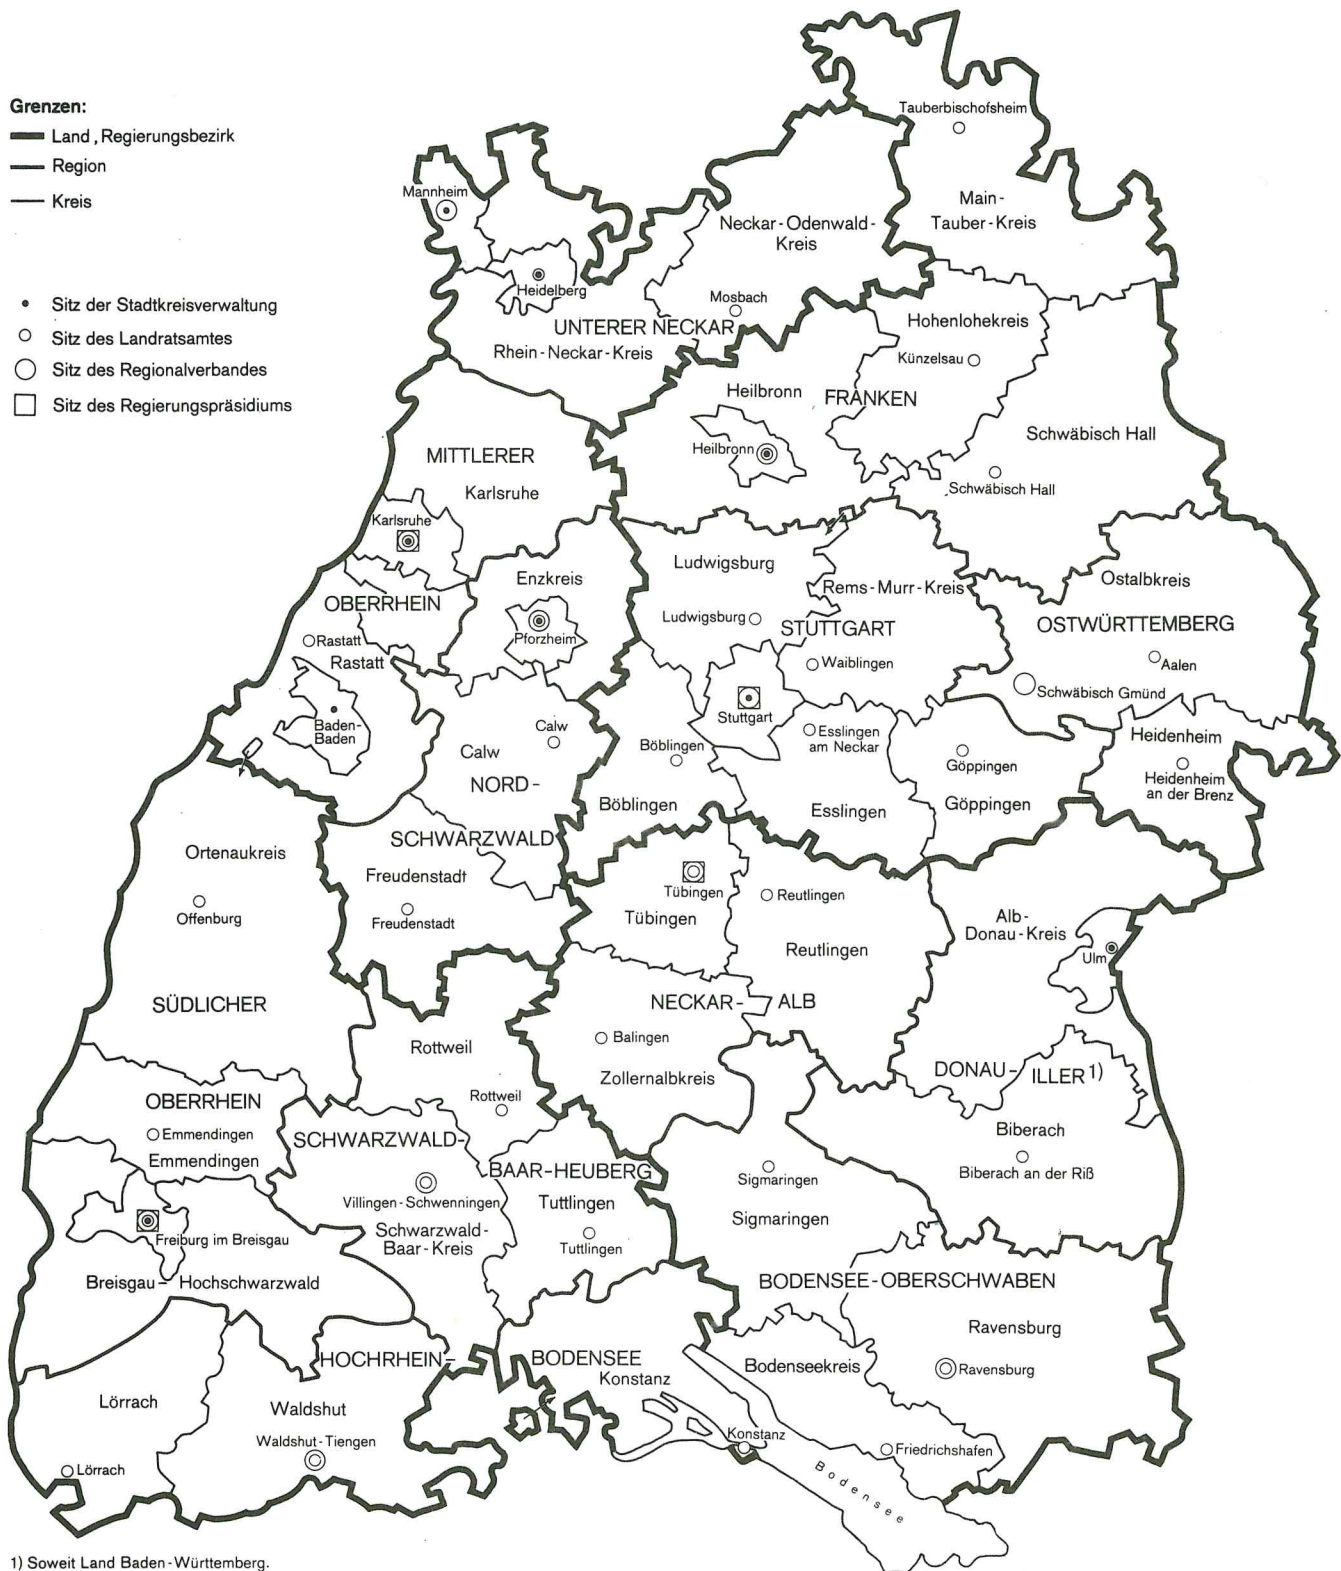 Grenzen:
Land, Regierungsbezirk
Region
Kreis
Sitz der Stadtkreisverwaltung
Sitz des Landratsamtes
Sitz des Regionalverbandes
Sitz des Regierungspräsidiums
Tauberbischofsheim
Main-
Tauber-Kreis
Mannheim
Neckar-Odenwald-
Kreis
Heidelberg
Mosbach
UNTERER NECKAR
Rhein-Neckar-Kreis
Hohenlohekreis
Künzelsau
Heilbronn
FRANKEN
Heilbronn
Schwäbisch Hall
Schwäbisch Hall
MITTLERER
Karlsruhe
Karlsruhe
OBERRHEIN
Enzkreis
Pforzheim
Rastatt
Rastatt
Baden-
Baden
Ludwigsburg
Ludwigsburg
Rems-Murr-Kreis
STUTTGART
Waiblingen
Stuttgart
Ostalbkreis
OSTWÜRTTEMBERG
Aalen
Schwäbisch Gmünd
Heidenheim
Heidenheim
an der Brenz
Calw
Calw
NORD-
SCHWARZWALD
Böblingen
Böblingen
Esslingen
am Neckar
Esslingen
Göppingen
Göppingen
Freudenstadt
Freudenstadt
Ortenaukreis
Offenburg
SÜDLICHER
OBERRHEIN
Tübingen
Tübingen
Reutlingen
Reutlingen
NECKAR-
ALB
Balingen
Zollernalbkreis
Alb-
Donau-Kreis
Ulm
DONAU-
ILLER 1)
Biberach
Biberach an der Riß
Rottweil
Rottweil
Emmendingen
Emmendingen
SCHWARZWALD-
BAAR-HEUBERG
Villingen-Schwenningen
Schwarzwald-
Baar-Kreis
Tuttlingen
Tuttlingen
Sigmaringen
Sigmaringen
Freiburg im Breisgau
Breisgau-Hochschwarzwald
BODENSEE-OBERSCHWABEN
Ravensburg
Ravensburg
Bodenseekreis
Friedrichshafen
HOCHRHEIN-
BODENSEE
Konstanz
Konstanz
Bodensee
Lörrach
Lörrach
Waldshut
Waldshut-Tiengen
1) Soweit Land Baden-Württemberg.